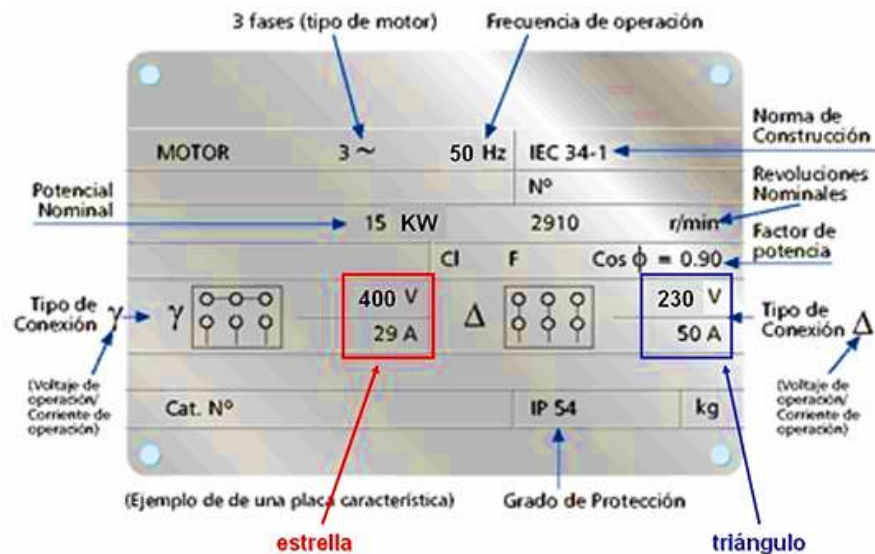 3 fases (tipo de motor)
Frecuencia de operación
MOTOR 3 ~ 50 Hz IEC 34-1
Norma de
Construcción
Nº
Potencial
Nominal
15 KW 2910 r/min
Revoluciones
Nominales
Cl F Cos ϕ = 0.90
Factor de
potencia
Tipo de
Conexión γ
γ
400 V
29 A
Δ
230 V
50 A
Tipo de
Conexión Δ
(Voltaje de
operación/
Corriente de
operación)
(Voltaje de
operación/
Corriente de
operación)
Cat. Nº IP 54 kg
(Ejemplo de de una placa característica)
Grado de Protección
estrella
triángulo